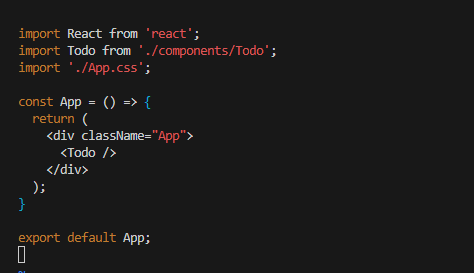 import React from 'react';
import Todo from './components/Todo';
import './App.css';

const App = () => {
  return (
    <div className="App">
      <Todo />
    </div>
  );
}

export default App;